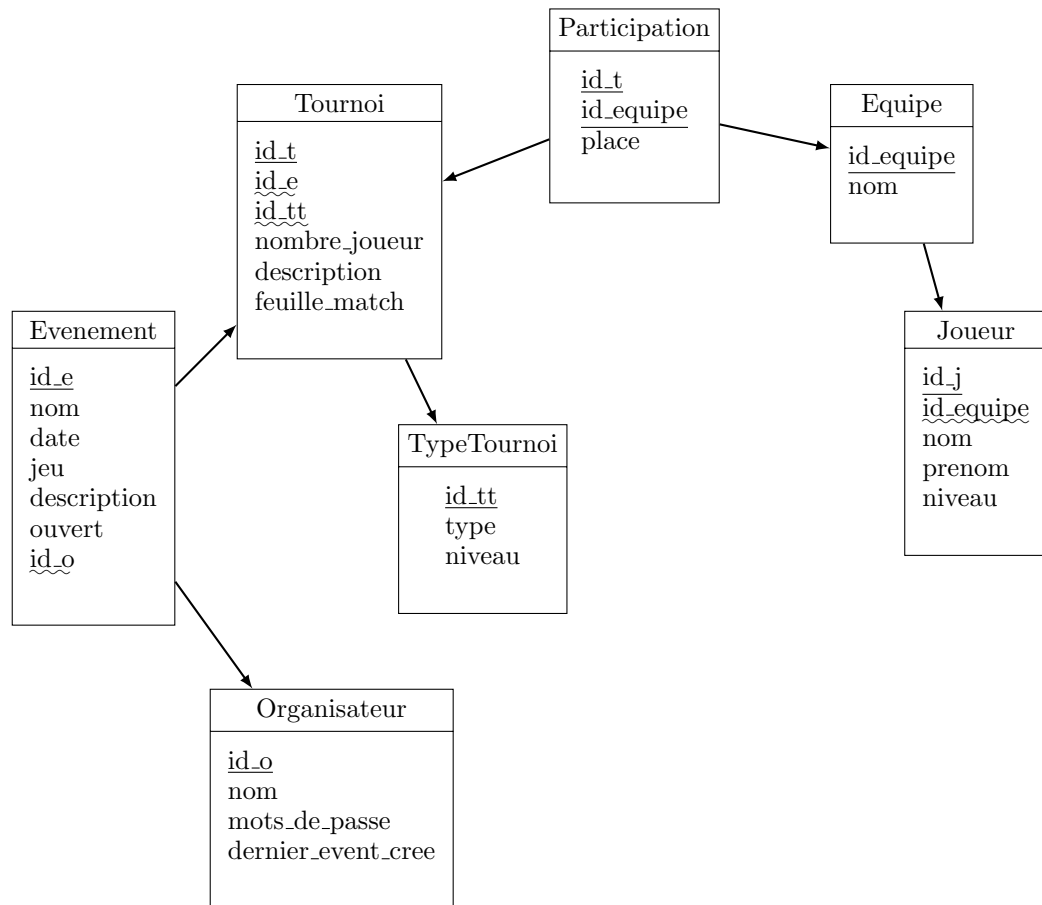 Participation
id_t
id_equipe
place
Tournoi
id_t
id_e
id_tt
nombre_joueur
description
feuille_match
Equipe
id_equipe
nom
Evenement
id_e
nom
date
jeu
description
ouvert
id_o
Joueur
id_j
id_equipe
nom
prenom
niveau
TypeTournoi
id_tt
type
niveau
Organisateur
id_o
nom
mots_de_passe
dernier_event_cree